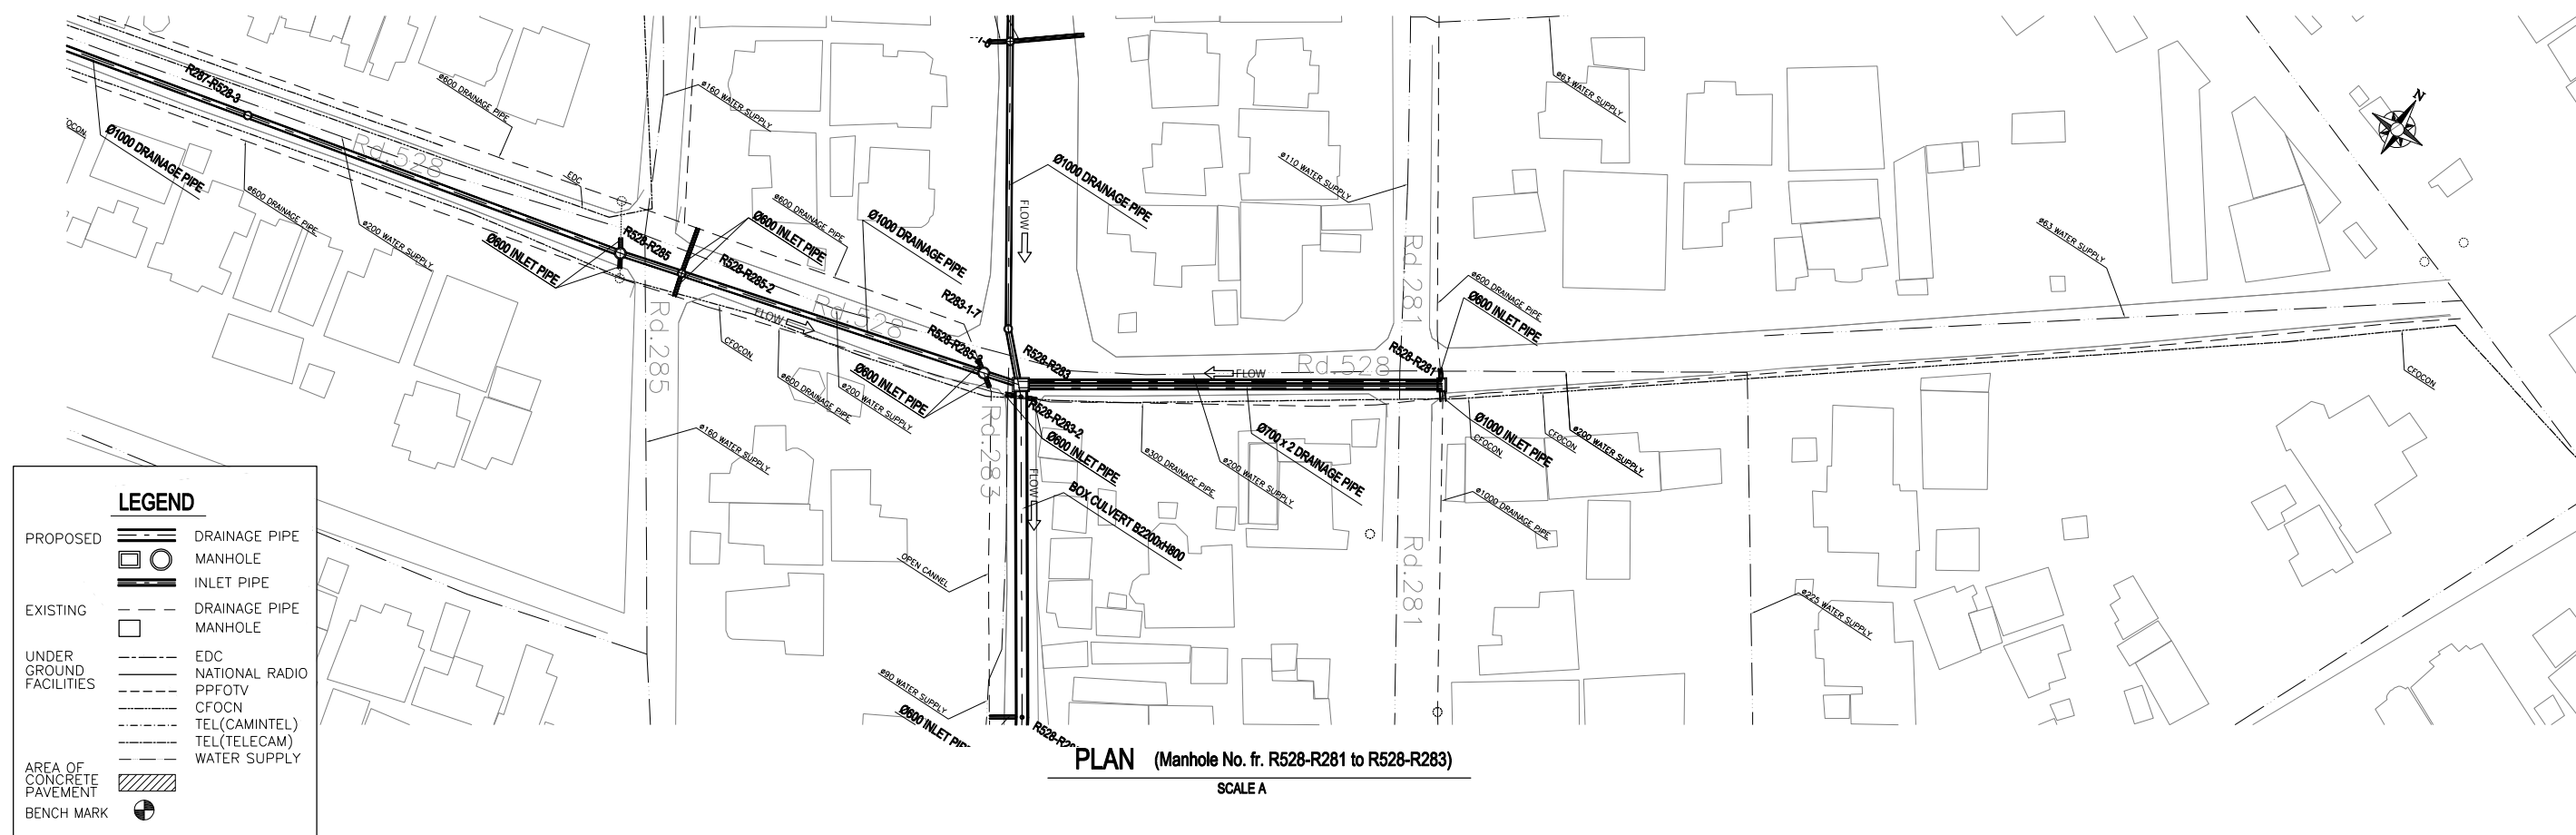 R287-R528-3
ø600 DRAINAGE PIPE
ø160 WATER SUPPLY
ø63 WATER SUPPLY
N
Ø1000 DRAINAGE PIPE
Rd.528
ø600 DRAINAGE PIPE
ø200 WATER SUPPLY
EDC
Ø600 INLET PIPE
R528-R285
Ø600 INLET PIPE
R528-R285-2
ø600 DRAINAGE PIPE
Ø1000 DRAINAGE PIPE
R283-1-7
FLOW
Ø1000 DRAINAGE PIPE
ø110 WATER SUPPLY
Rd.281
ø600 DRAINAGE PIPE
Ø600 INLET PIPE
ø63 WATER SUPPLY
Rd.285
FLOW
Rd.528
CFOCON
ø600 DRAINAGE PIPE
ø200 WATER SUPPLY
Ø600 INLET PIPE
R528-R283
FLOW
Rd.528
R528-R281
CFOCON
ø160 WATER SUPPLY
Rd.283
R528-R283-2
Ø600 INLET PIPE
FLOW
BOX CULVERT B2200xH800
ø300 DRAINAGE PIPE
ø200 WATER SUPPLY
Ø700 x 2 DRAINAGE PIPE
Ø1000 INLET PIPE
CFOCON
CFOCON
ø200 WATER SUPPLY
ø1000 DRAINAGE PIPE
OPEN CANNEL
Rd.281
ø225 WATER SUPPLY
ø90 WATER SUPPLY
Ø600 INLET
LEGEND
PROPOSED
DRAINAGE PIPE
MANHOLE
INLET PIPE
EXISTING
DRAINAGE PIPE
MANHOLE
UNDER
GROUND
FACILITIES
EDC
NATIONAL RADIO
PPFOTV
CFOCN
TEL(CAMINTEL)
TEL(TELECAM)
WATER SUPPLY
AREA OF
CONCRETE
PAVEMENT
BENCH MARK
PLAN (Manhole No. fr. R528-R281 to R528-R283)
SCALE A